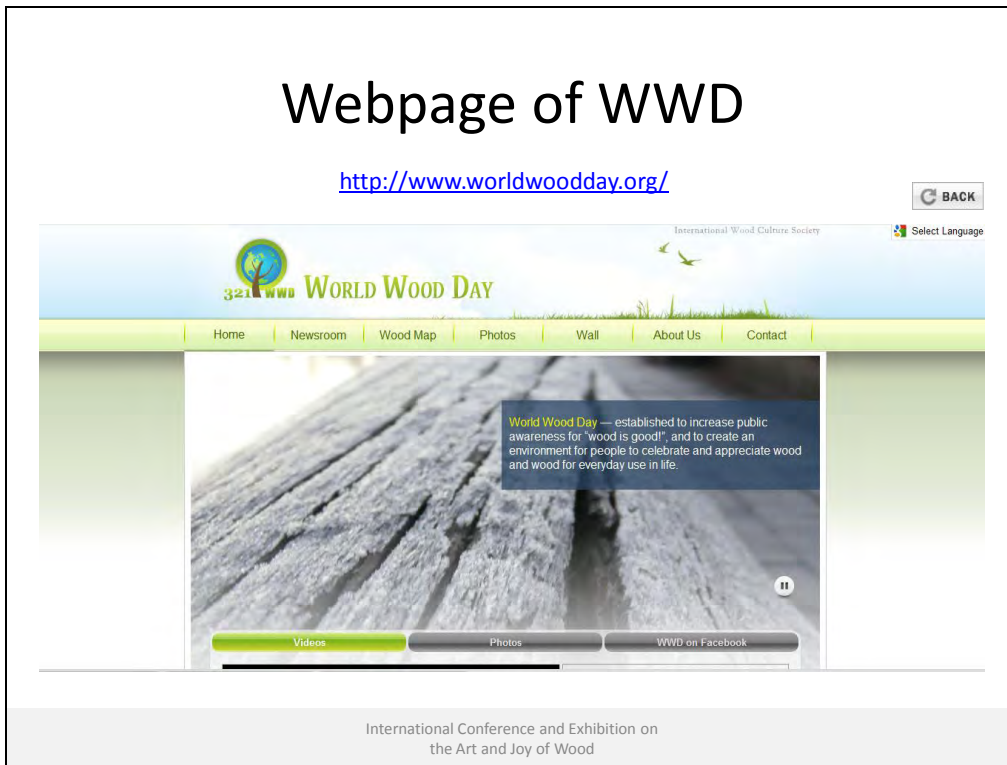 Webpage of WWD
http://www.worldwoodday.org/
BACK
International Wood Culture Society
Select Language
321 WWD WORLD WOOD DAY
Home Newsroom Wood Map Photos Wall About Us Contact
World Wood Day — established to increase public
awareness for “wood is good!”, and to create an
environment for people to celebrate and appreciate wood
and wood for everyday use in life.
Videos Photos WWD on Facebook
International Conference and Exhibition on
the Art and Joy of Wood